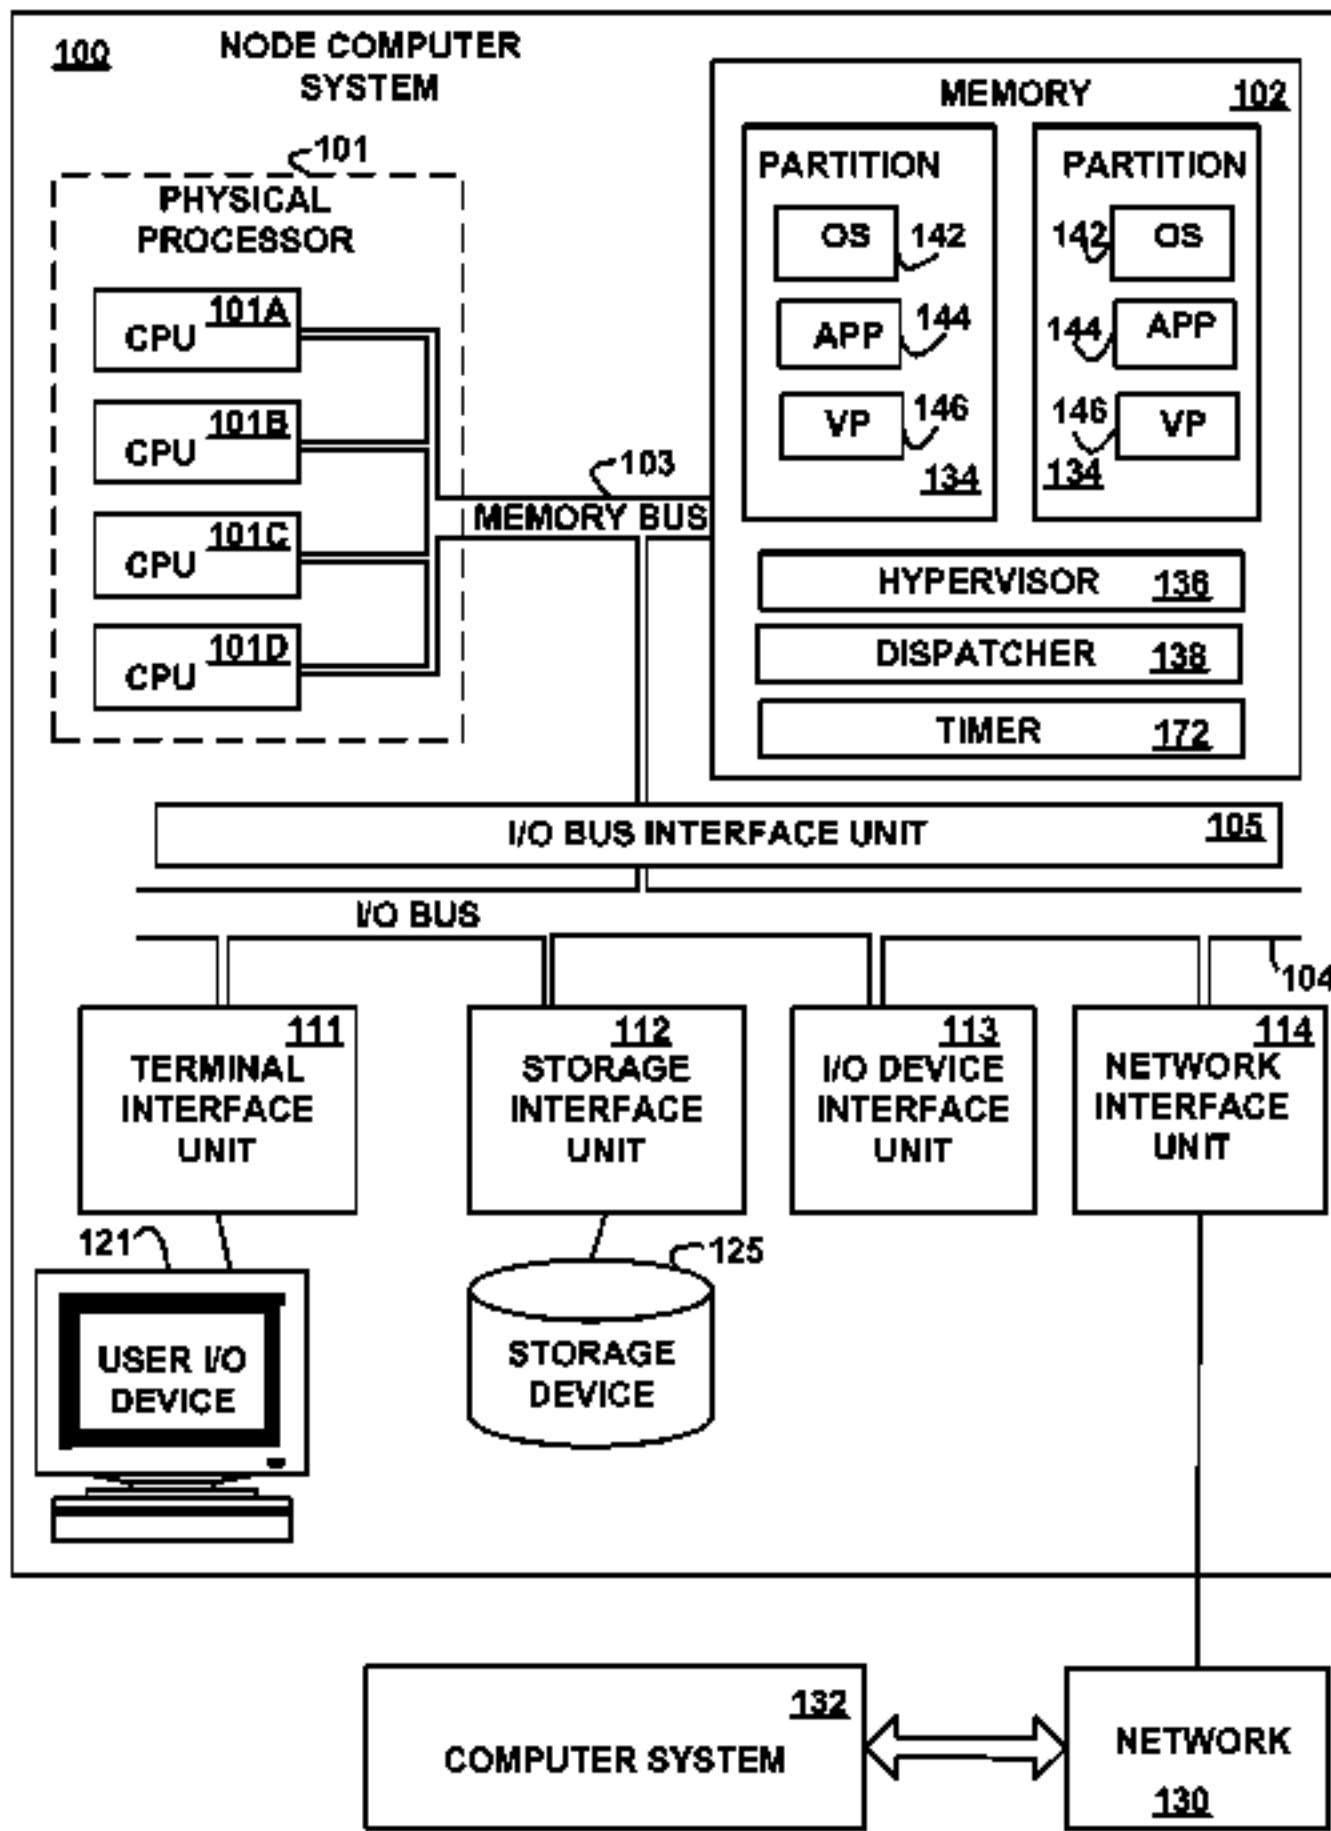 100
NODE COMPUTER
SYSTEM
101
PHYSICAL
PROCESSOR
101A
CPU
101B
CPU
101C
CPU
101D
CPU
103
MEMORY BUS
MEMORY
102
PARTITION
OS
142
APP
144
VP
146
134
PARTITION
142
OS
144
APP
146
VP
134
HYPERVISOR 136
DISPATCHER 138
TIMER 172
I/O BUS INTERFACE UNIT 105
I/O BUS
104
111
TERMINAL
INTERFACE
UNIT
112
STORAGE
INTERFACE
UNIT
113
I/O DEVICE
INTERFACE
UNIT
114
NETWORK
INTERFACE
UNIT
121
USER I/O
DEVICE
125
STORAGE
DEVICE
132
COMPUTER SYSTEM
NETWORK
130